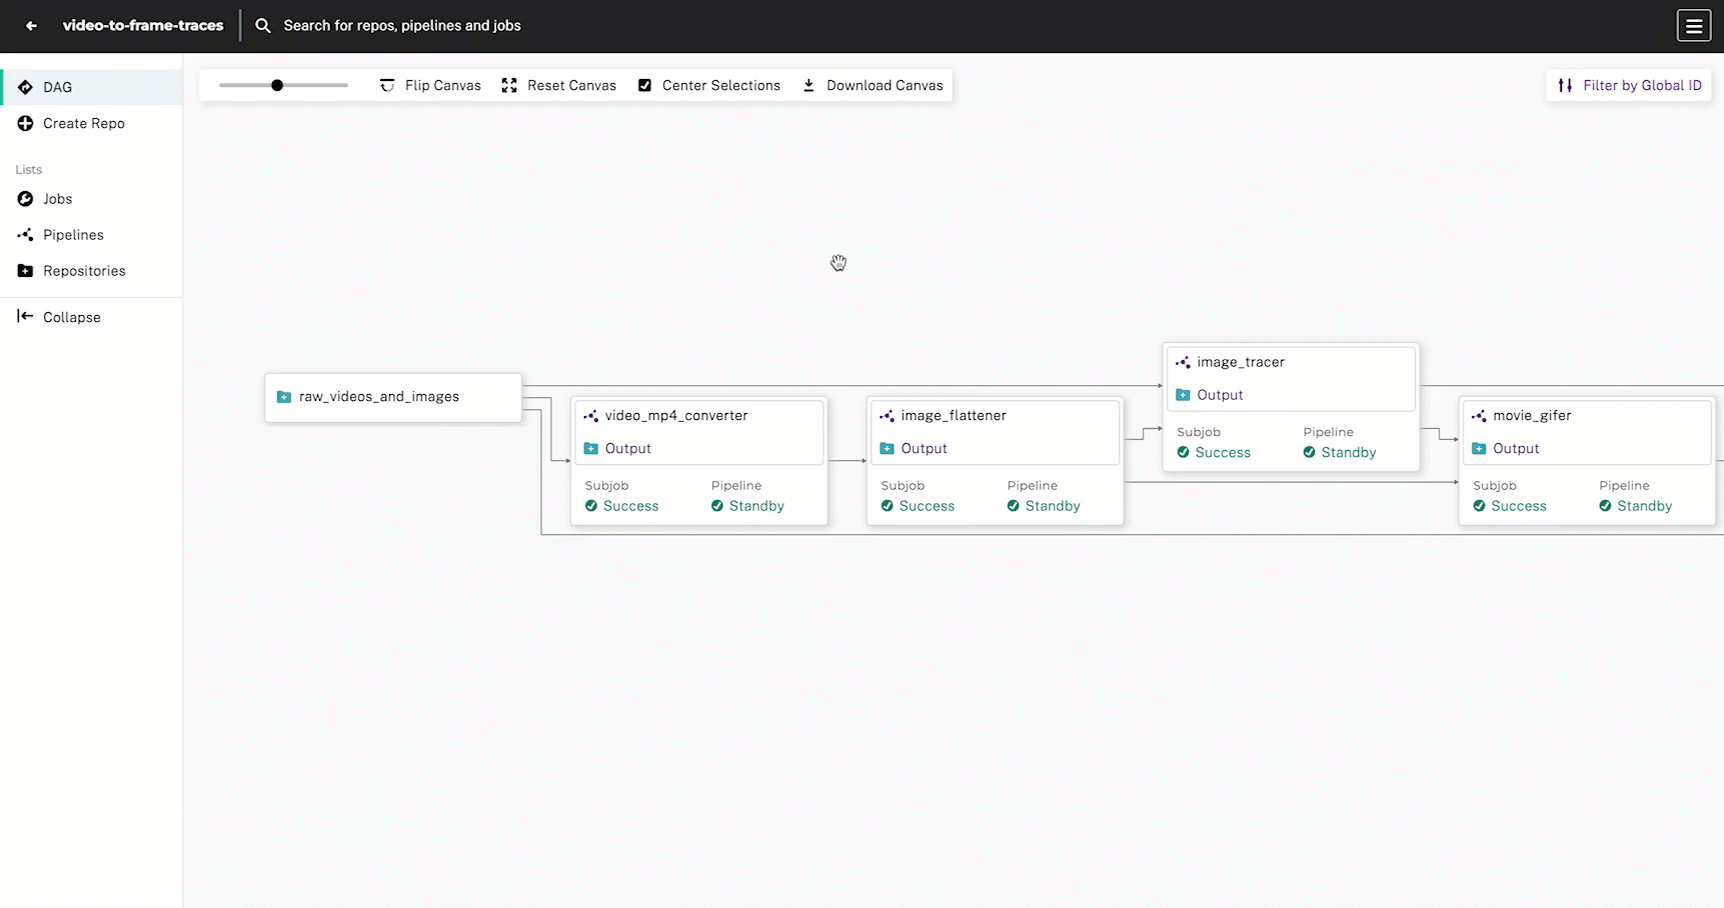 video-to-frame-traces
Search for repos, pipelines and jobs
DAG
Create Repo
Lists
Jobs
Pipelines
Repositories
Collapse
Flip Canvas
Reset Canvas
Center Selections
Download Canvas
Filter by Global ID
raw_videos_and_images
video_mp4_converter
Output
Subjob Pipeline
Success Standby
image_flattener
Output
Subjob Pipeline
Success Standby
image_tracer
Output
Subjob Pipeline
Success Standby
movie_gifer
Output
Subjob Pipeline
Success Standby